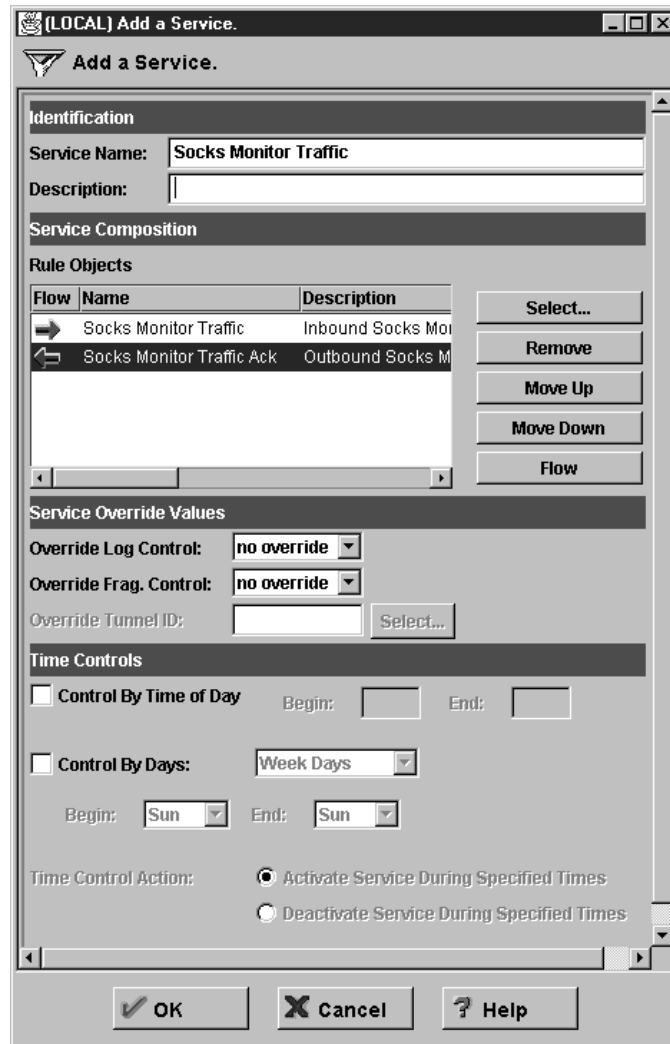 (LOCAL) Add a Service.
Add a Service.
Identification
Service Name: Socks Monitor Traffic
Description:
Service Composition
Rule Objects
Flow Name Description
Socks Monitor Traffic Inbound Socks Mo
Socks Monitor Traffic Ack Outbound Socks M
Select...
Remove
Move Up
Move Down
Flow
Service Override Values
Override Log Control: no override
Override Frag. Control: no override
Override Tunnel ID: Select...
Time Controls
Control By Time of Day Begin: End:
Control By Days: Week Days
Begin: Sun End: Sun
Time Control Action: Activate Service During Specified Times
Deactivate Service During Specified Times
OK Cancel Help